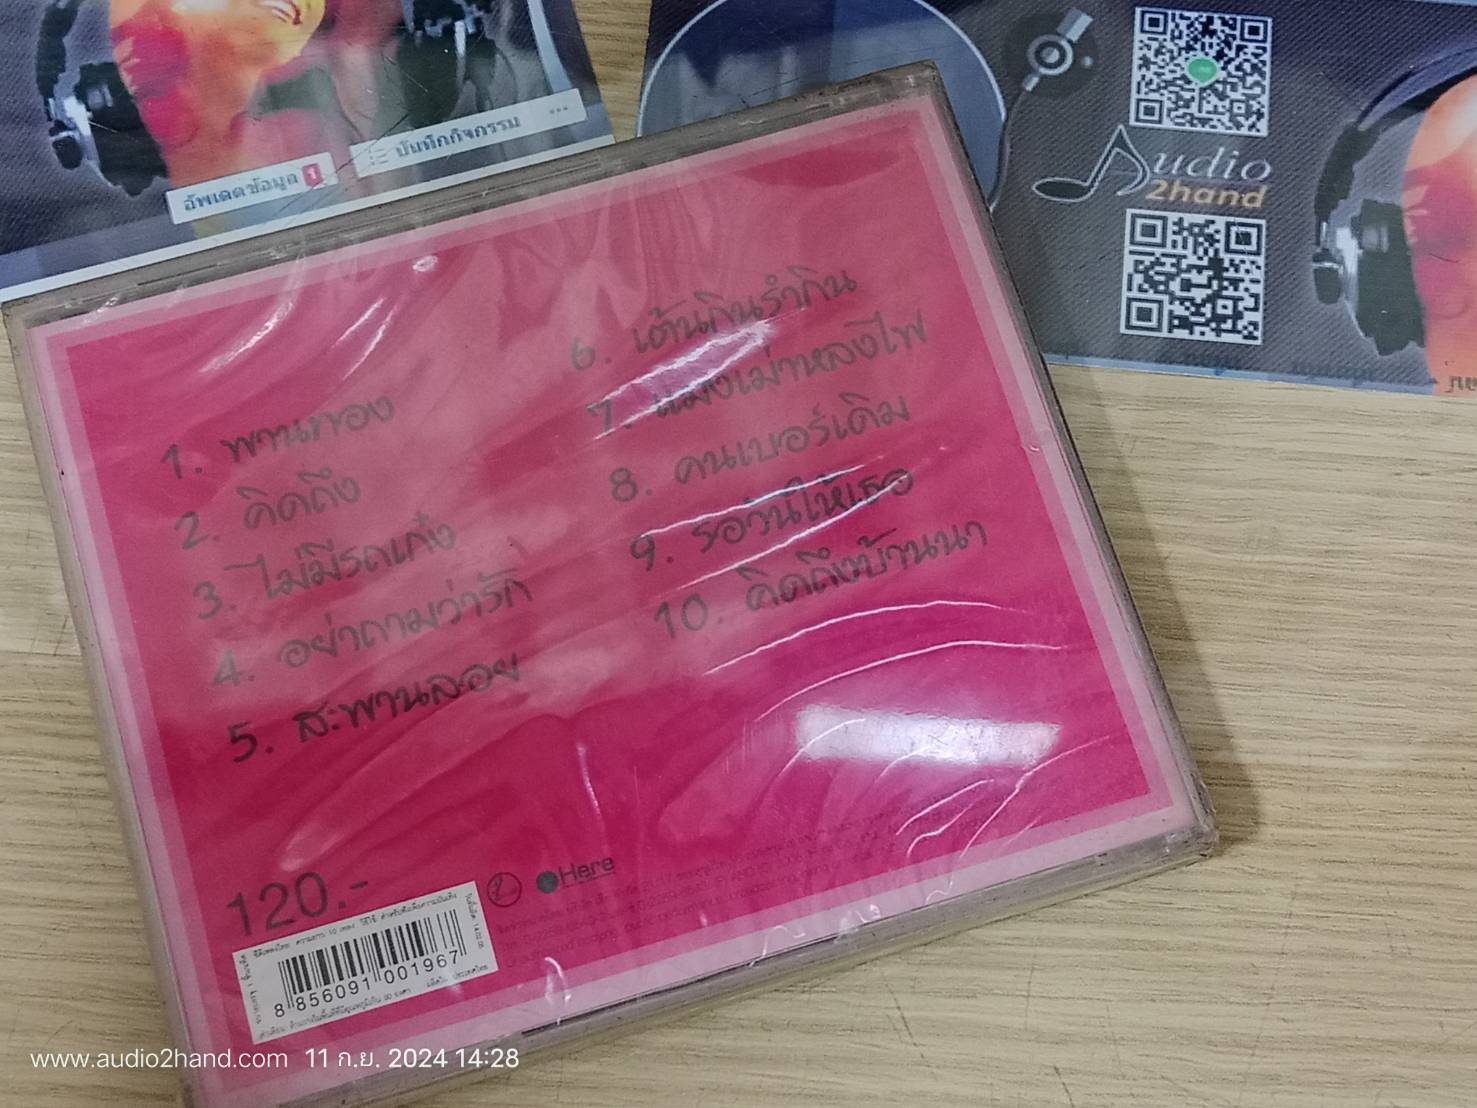 อัพเดตข้อมูล 1
บันทึกกิจกรรม ...
Audio
2hand
1. พานทอง
2. คิดถึง
3. ไม่มีรถเก๋ง
4. อย่าถามว่ารัก
5. สะพานลอย
6. เต้นกินรำกิน
7. แมงเม่าหลงไฟ
8. คนเบอร์เดิม
9. รอวันให้เธอ
10. คิดถึงบ้านนา
120.-
Here
8 856091 001967
www.audio2hand.com 11 ก.ย. 2024 14:28